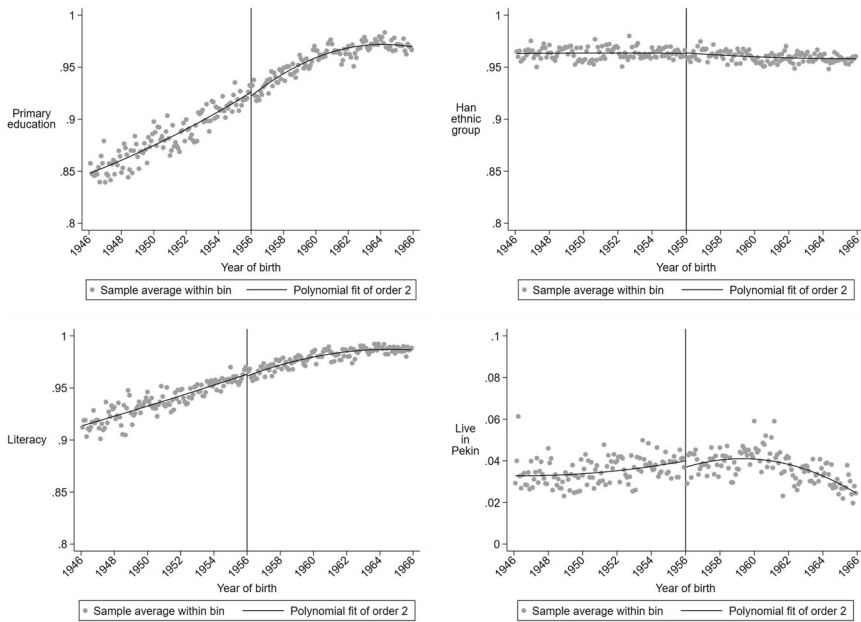 1
.95
Primary
education
.9
.85
.8
1946 1948 1950 1952 1954 1956 1958 1960 1962 1964 1966
Year of birth
Sample average within bin Polynomial fit of order 2
1
.95
Han
ethnic
group
.9
.85
.8
1946 1948 1950 1952 1954 1956 1958 1960 1962 1964 1966
Year of birth
Sample average within bin Polynomial fit of order 2
1
.95
Literacy
.9
.85
.8
1946 1948 1950 1952 1954 1956 1958 1960 1962 1964 1966
Year of birth
Sample average within bin Polynomial fit of order 2
.1
.08
.06
Live
in
Pekin
.04
.02
0
1946 1948 1950 1952 1954 1956 1958 1960 1962 1964 1966
Year of birth
Sample average within bin Polynomial fit of order 2